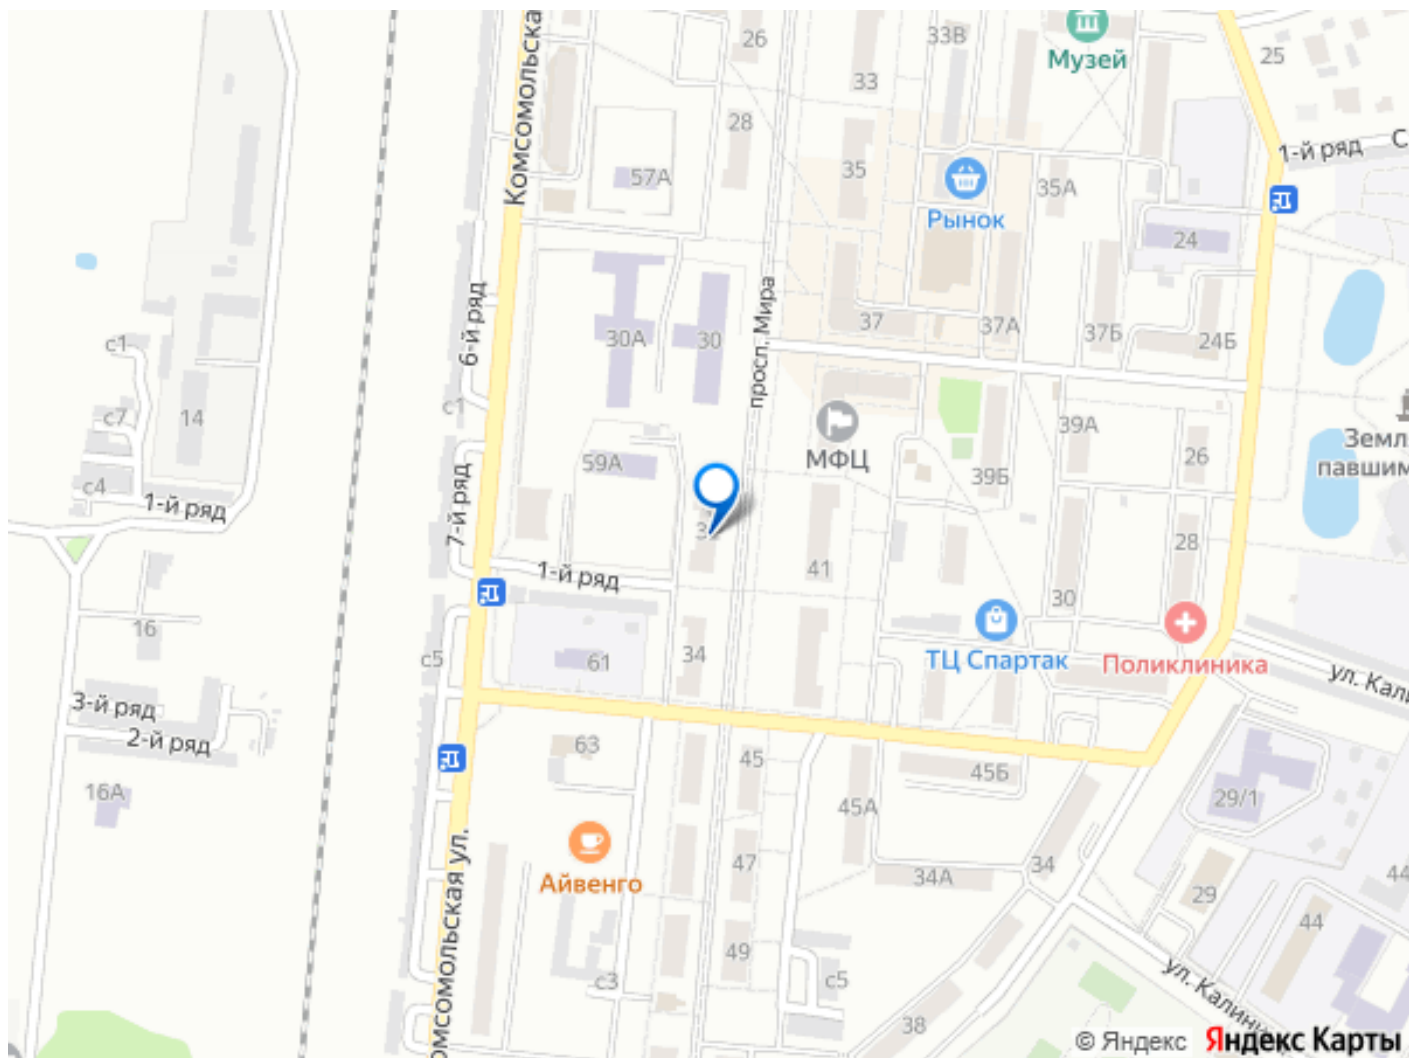 Комсомольска
26
33В
Музей
25
33
28
35
1-й ряд
С
57А
35А
Рынок
24
6-й ряд
просп. Мира
с1
30А
30
37
37А
37Б
24Б
с1
с7
14
МФЦ
39А
Земл
павшим
26
59А
39Б
с4
1-й ряд
7-й ряд
28
1-й ряд
41
30
16
с5
61
34
ТЦ Спартак
Поликлиника
ул. Кали
3-й ряд
2-й ряд
63
45
45Б
16А
45А
29/1
Айвенго
47
34А
34
44
29
44
омсомольская ул.
49
с3
с5
ул. Калини
38
© Яндекс
Яндекс Карты